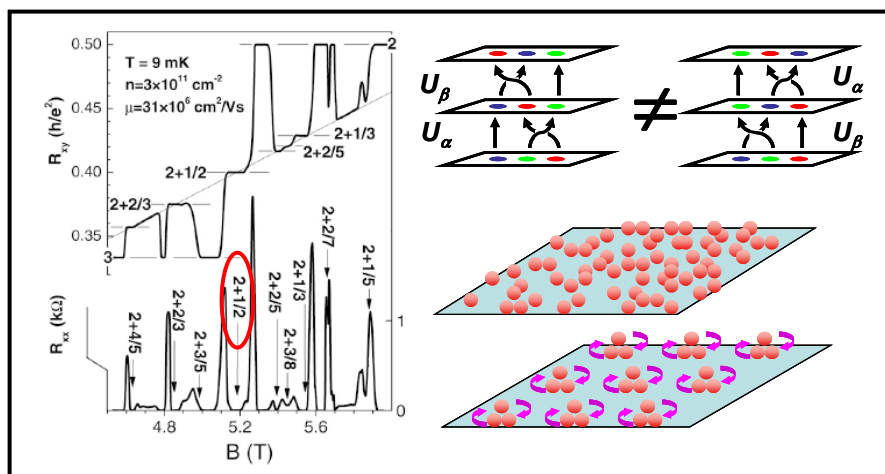 0.50
0.45
0.40
0.35
R_xy (h/e²)
T = 9 mK
n=3×10¹¹ cm⁻²
μ=31×10⁶ cm²/Vs
2
2+1/3
2+2/5
2+1/2
2+2/3
3
R_xx (kΩ)
2+4/5
2+2/3
2+3/5
2+1/2
2+2/5
2+3/8
2+1/3
2+2/7
2+1/5
1
0
4.8
5.2
5.6
B (T)
U_β
U_α
≠
U_α
U_β